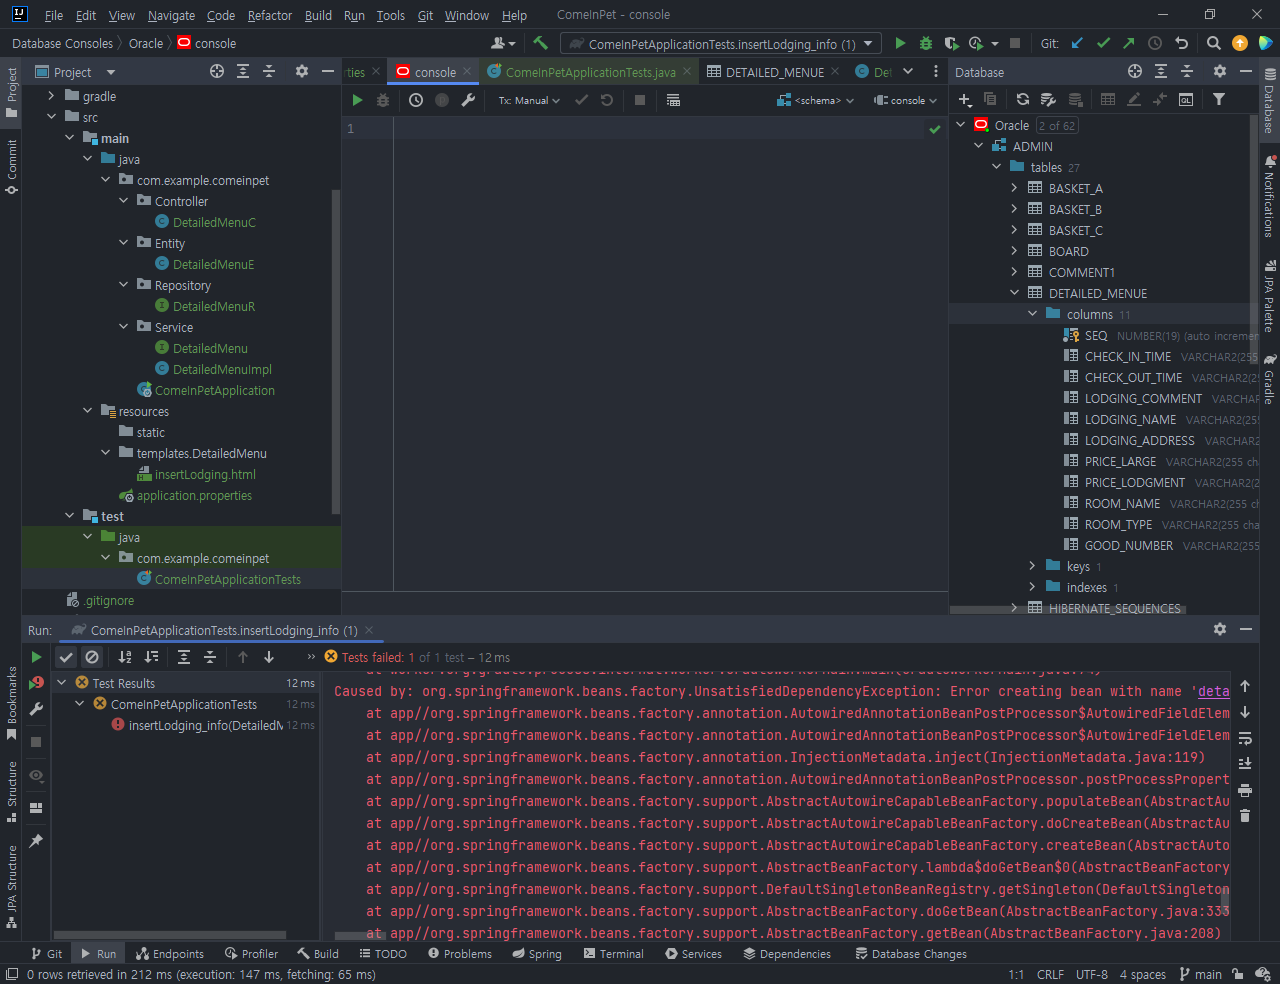 File Edit View Navigate Code Refactor Build Run Tools Git Window Help ComeInPet - console
Database Consoles Oracle console ComeInPetApplicationTests.insertLodging_info (1) Git:
Project
rties console ComeInPetApplicationTests.java DETAILED_MENUE Det
Database
Tx: Manual <schema> console
1
gradle
src
main
java
com.example.comeinpet
Controller
DetailedMenuC
Entity
DetailedMenuE
Repository
DetailedMenuR
Service
DetailedMenu
DetailedMenuImpl
ComeInPetApplication
resources
static
templates.DetailedMenu
insertLodging.html
application.properties
test
java
com.example.comeinpet
ComeInPetApplicationTests
.gitignore
Oracle 2 of 62
ADMIN
tables 27
BASKET_A
BASKET_B
BASKET_C
BOARD
COMMENT1
DETAILED_MENUE
columns 11
SEQ NUMBER(19) (auto incremen
CHECK_IN_TIME VARCHAR2(255
CHECK_OUT_TIME VARCHAR2(2
LODGING_COMMENT VARCHAR
LODGING_NAME VARCHAR2(255
LODGING_ADDRESS VARCHAR2
PRICE_LARGE VARCHAR2(255 cha
PRICE_LODGMENT VARCHAR2(2
ROOM_NAME VARCHAR2(255 ch
ROOM_TYPE VARCHAR2(255 cha
GOOD_NUMBER VARCHAR2(255
keys 1
indexes 1
HIBERNATE_SEQUENCES
Project
Commit
Bookmarks
Structure
JPA Structure
Database
Notifications
JPA Palette
Gradle
Run: ComeInPetApplicationTests.insertLodging_info (1)
Tests failed: 1 of 1 test – 12 ms
Test Results 12 ms
ComeInPetApplicationTests 12 ms
insertLodging_info(DetailedM 12 ms
at worker.org.gradle.process.internal.worker.GradleWorkerMain.main(GradleWorkerMain.java:74)
Caused by: org.springframework.beans.factory.UnsatisfiedDependencyException: Error creating bean with name 'deta
at app//org.springframework.beans.factory.annotation.AutowiredAnnotationBeanPostProcessor$AutowiredFieldElem
at app//org.springframework.beans.factory.annotation.AutowiredAnnotationBeanPostProcessor$AutowiredFieldElem
at app//org.springframework.beans.factory.annotation.InjectionMetadata.inject(InjectionMetadata.java:119)
at app//org.springframework.beans.factory.annotation.AutowiredAnnotationBeanPostProcessor.postProcessPropert
at app//org.springframework.beans.factory.support.AbstractAutowireCapableBeanFactory.populateBean(AbstractAu
at app//org.springframework.beans.factory.support.AbstractAutowireCapableBeanFactory.doCreateBean(AbstractAu
at app//org.springframework.beans.factory.support.AbstractAutowireCapableBeanFactory.createBean(AbstractAuto
at app//org.springframework.beans.factory.support.AbstractBeanFactory.lambda$doGetBean$0(AbstractBeanFactory
at app//org.springframework.beans.factory.support.DefaultSingletonBeanRegistry.getSingleton(DefaultSingleton
at app//org.springframework.beans.factory.support.AbstractBeanFactory.doGetBean(AbstractBeanFactory.java:333
at app//org.springframework.beans.factory.support.AbstractBeanFactory.getBean(AbstractBeanFactory.java:208)
Git Run Endpoints Profiler Build TODO Problems Spring Terminal Services Dependencies Database Changes
0 rows retrieved in 212 ms (execution: 147 ms, fetching: 65 ms) 1:1 CRLF UTF-8 4 spaces main